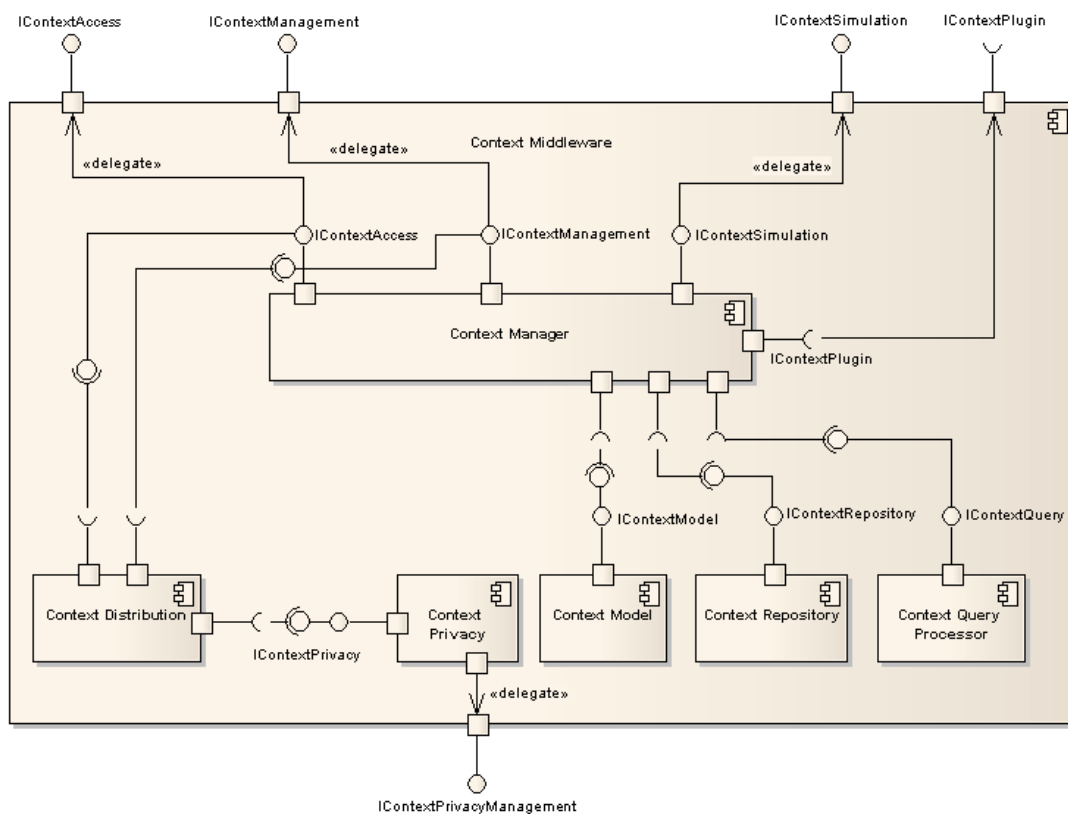 IContextAccess
IContextManagement
IContextSimulation
IContextPlugin
Context Middleware
«delegate»
«delegate»
«delegate»
IContextAccess
IContextManagement
IContextSimulation
Context Manager
IContextPlugin
IContextModel
IContextRepository
IContextQuery
Context Distribution
Context
Privacy
Context Model
Context Repository
Context Query
Processor
IContextPrivacy
«delegate»
IContextPrivacyManagement